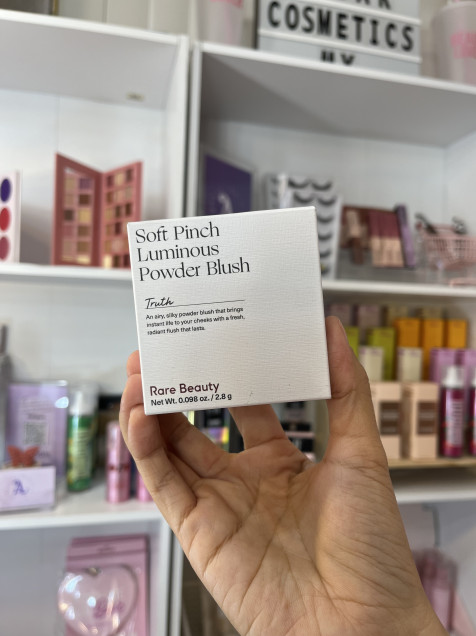 COSMETICS
Soft Pinch
Luminous
Powder Blush
Truth
An airy, silky powder blush that brings
instant life to your cheeks with a fresh,
radiant flush that lasts.
Rare Beauty
Net Wt. 0.098 oz. / 2.8 g
A